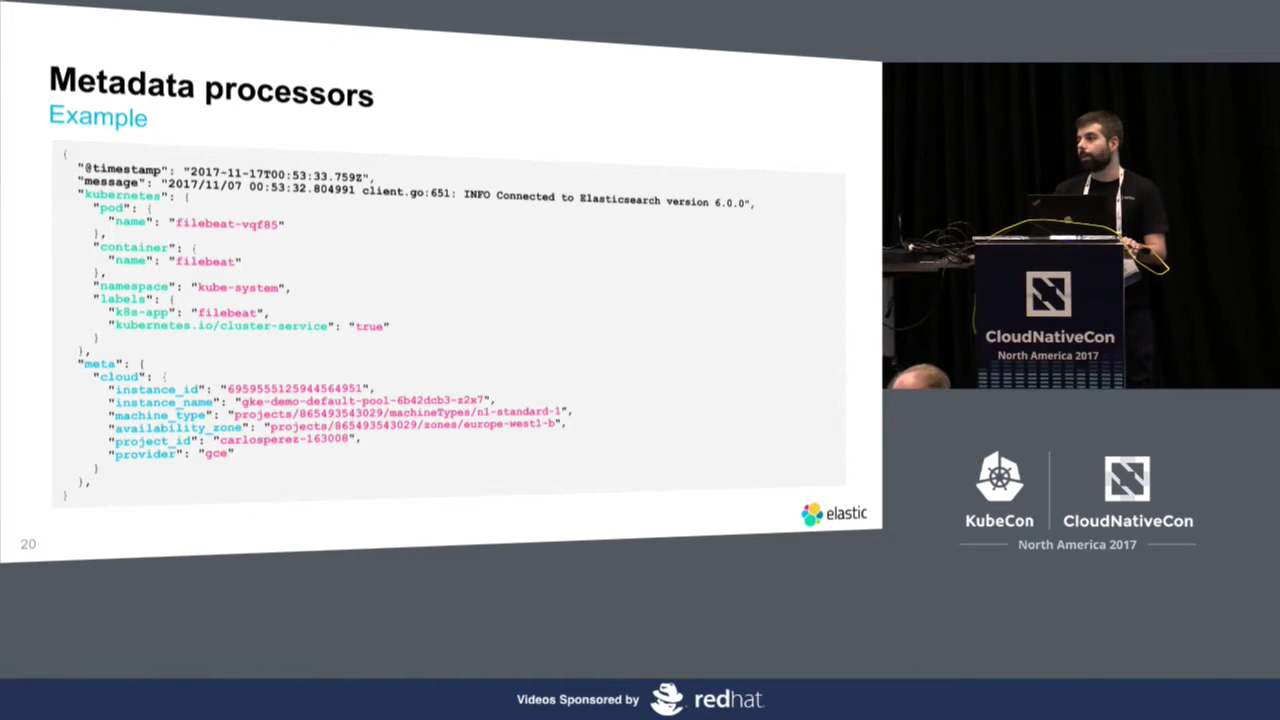 Metadata processors
Example
{
"@timestamp": "2017-11-17T00:53:33.759Z",
"message": "2017/11/07 00:53:32.804991 client.go:651: INFO Connected to Elasticsearch version 6.0.0",
"kubernetes": {
"pod": {
"name": "filebeat-vqf85"
},
"container": {
"name": "filebeat"
},
"namespace": "kube-system",
"labels": {
"k8s-app": "filebeat",
"kubernetes.io/cluster-service": "true"
}
},
"meta": {
"cloud": {
"instance_id": "6959555125944564951",
"instance_name": "gke-demo-default-pool-6b42dcb3-z2x7",
"machine_type": "projects/865493543029/machineTypes/n1-standard-1",
"availability_zone": "projects/865493543029/zones/europe-west1-b",
"project_id": "carlosperez-163008",
"provider": "gce"
}
},
}
elastic
20
CloudNativeCon
North America 2017
KubeCon
CloudNativeCon
North America 2017
Videos Sponsored by
redhat.